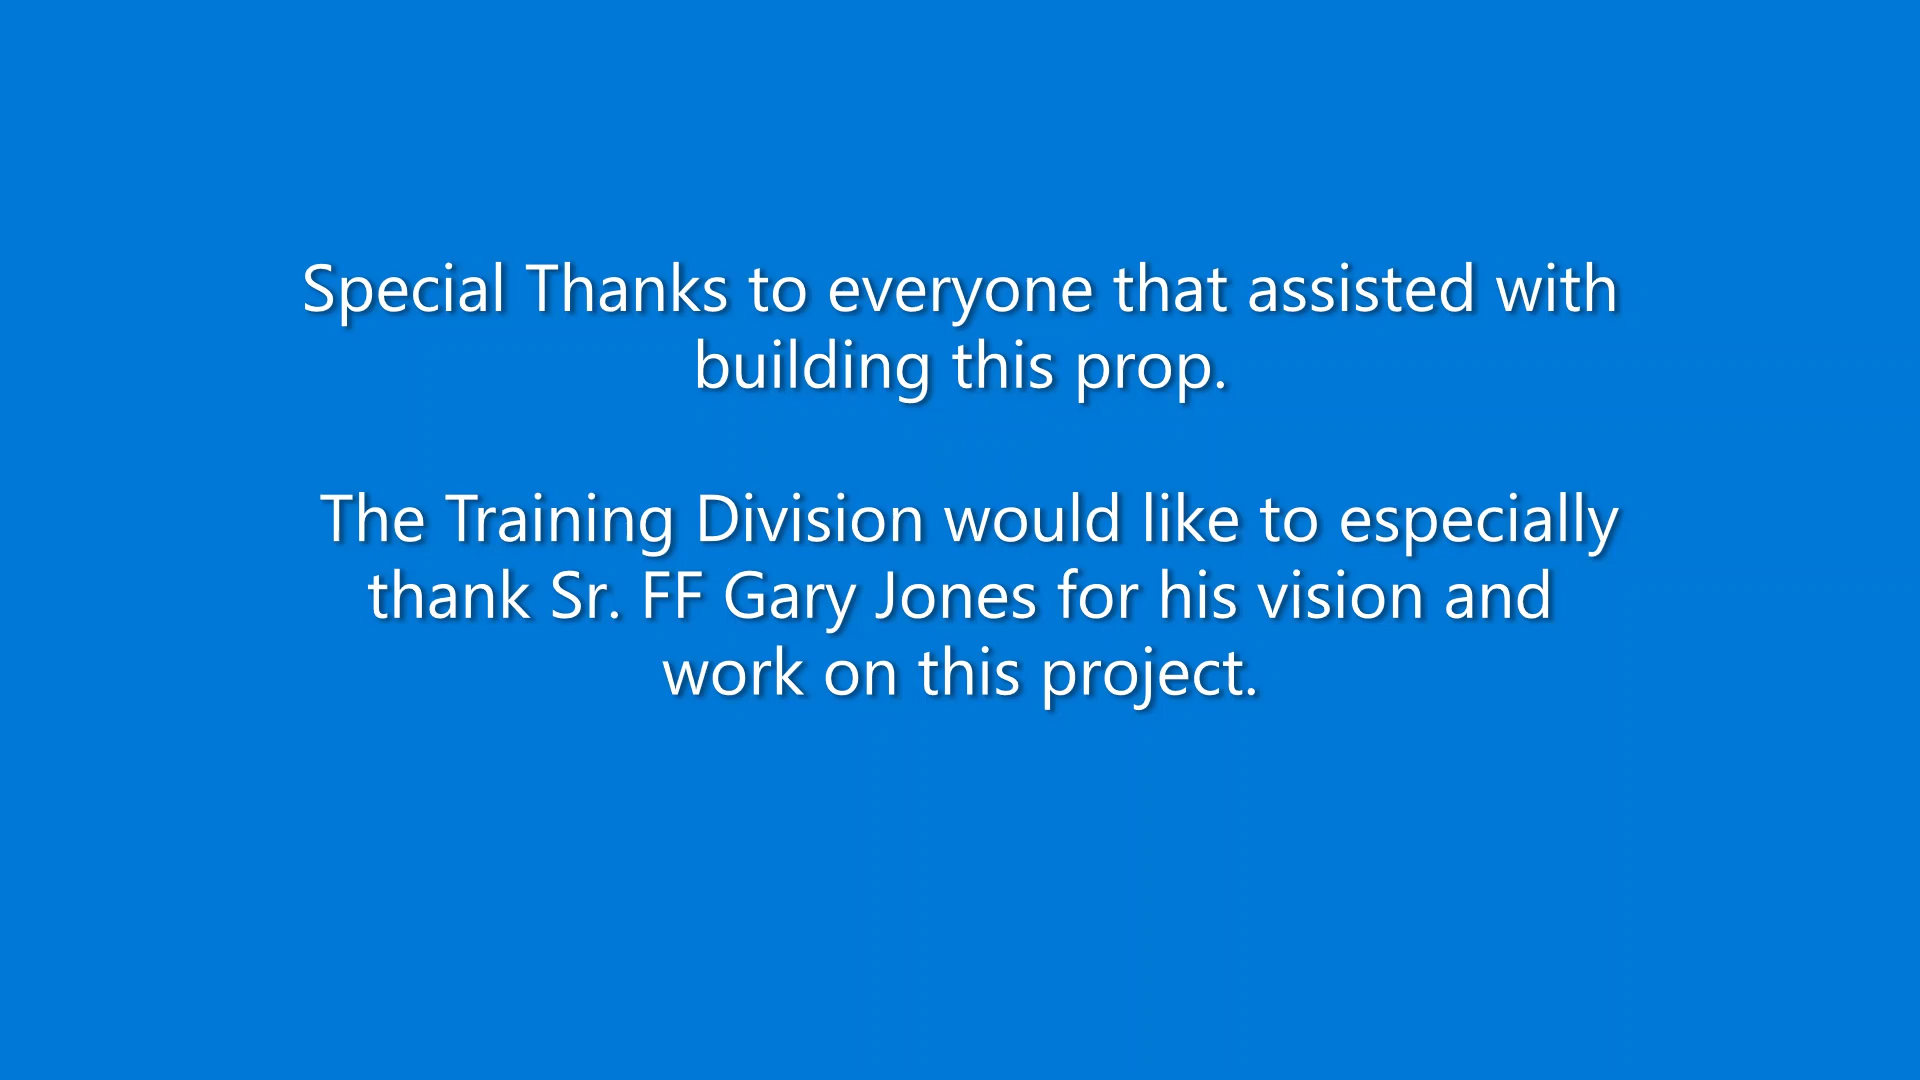 Special Thanks to everyone that assisted with
building this prop.
The Training Division would like to especially
thank Sr. FF Gary Jones for his vision and
work on this project.